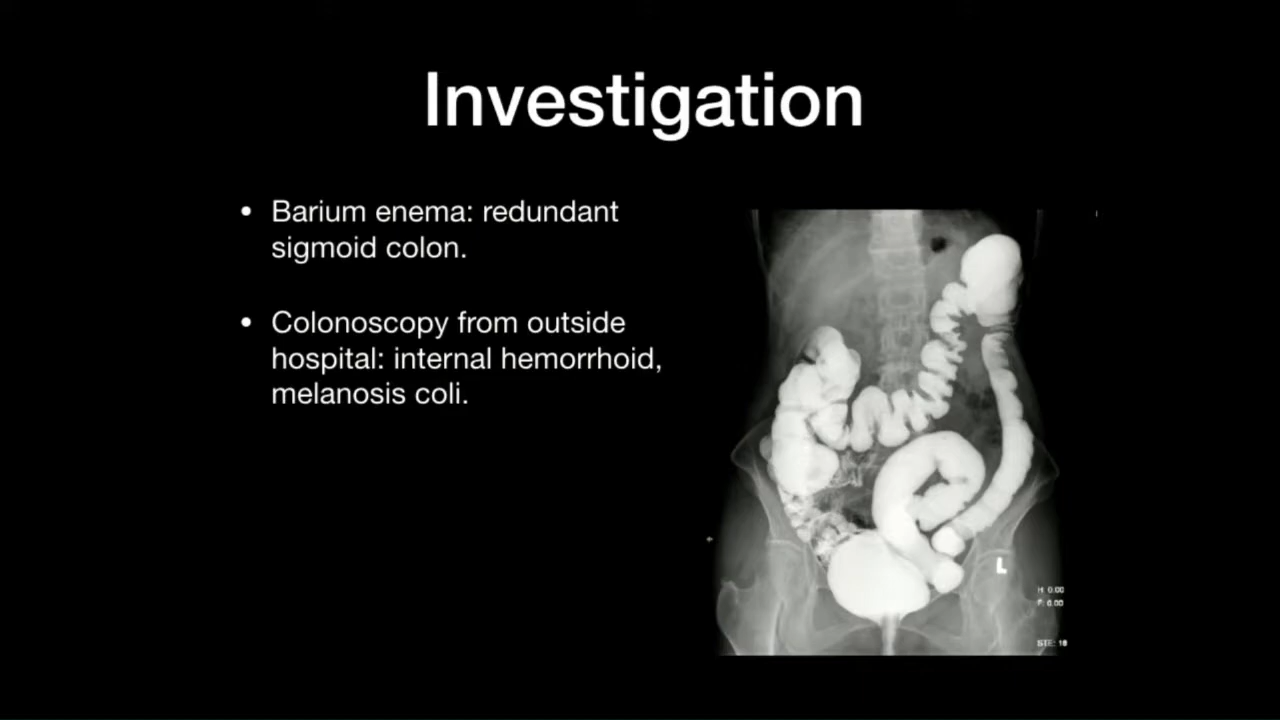 Investigation
• Barium enema: redundant
sigmoid colon.
• Colonoscopy from outside
hospital: internal hemorrhoid,
melanosis coli.
L
H: 0.00
F: 0.00
STE: 18